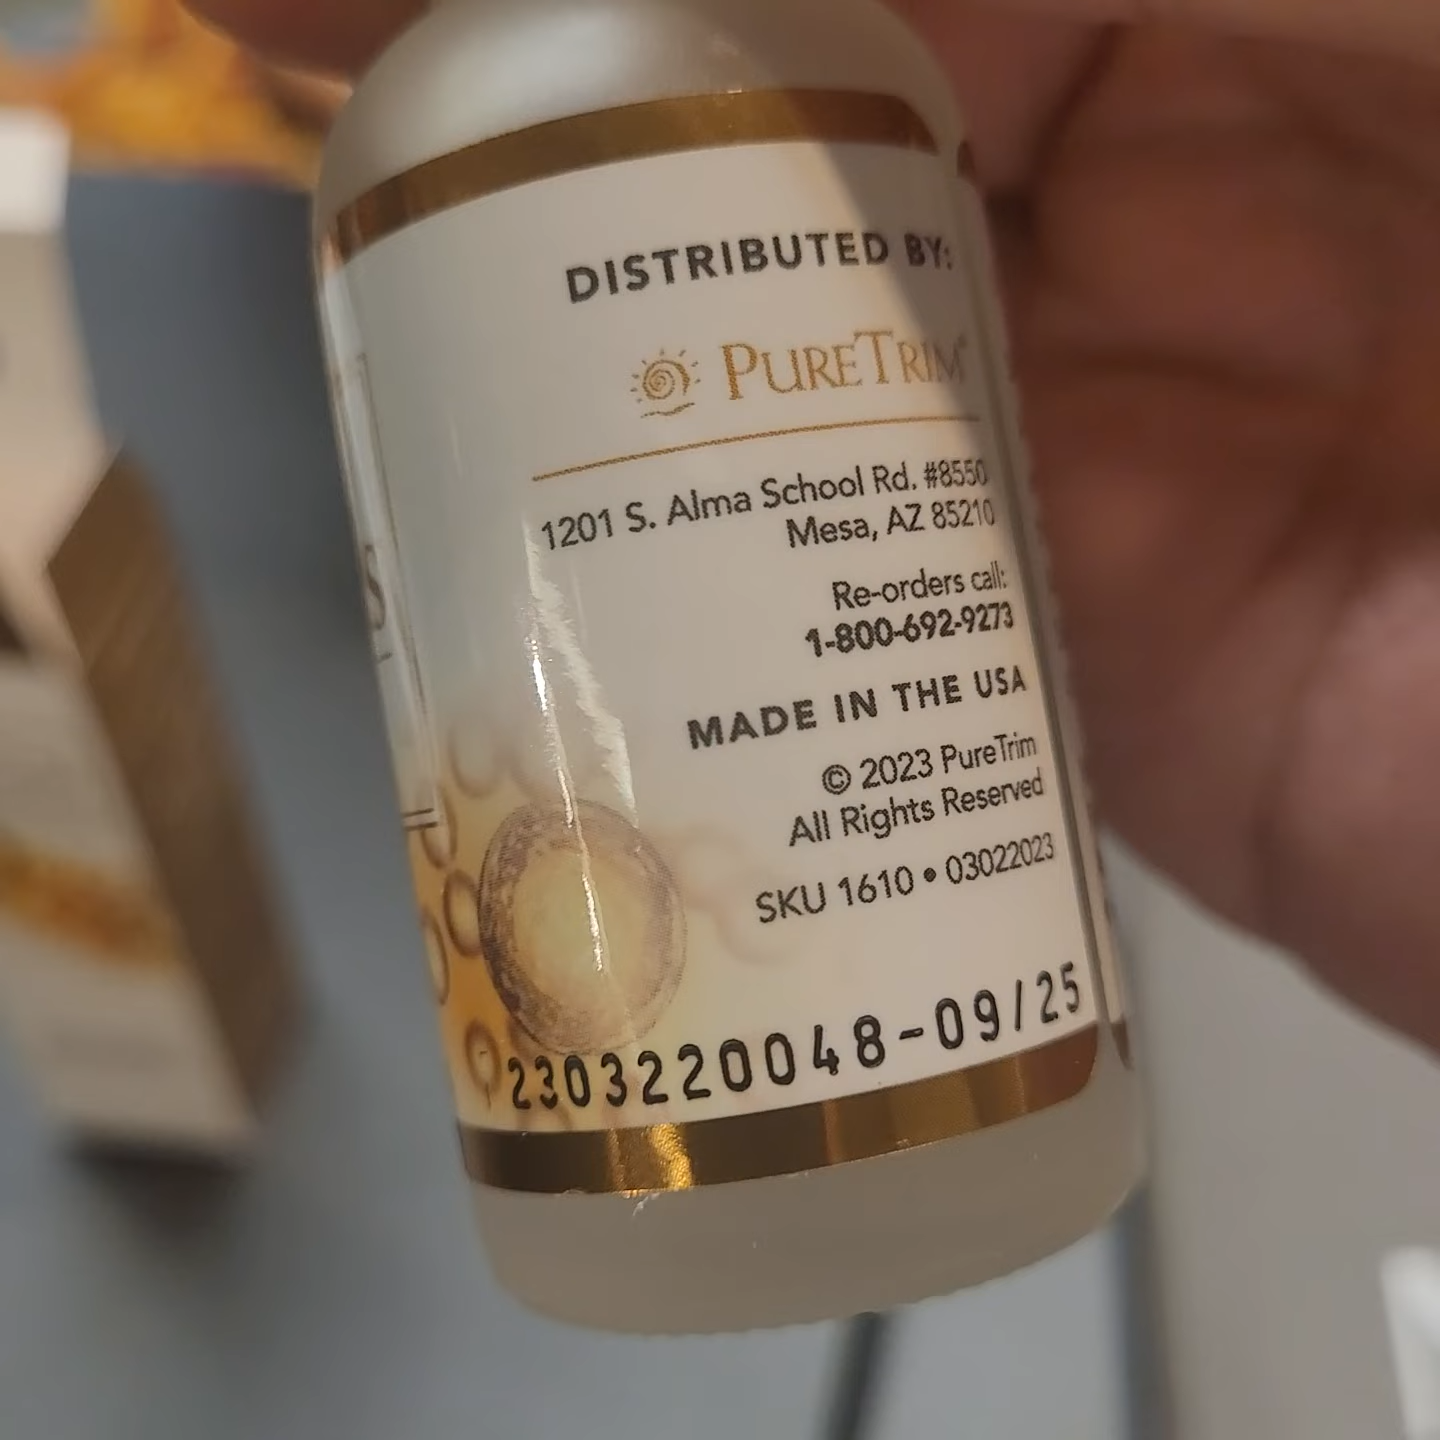 DISTRIBUTED BY:
PURETRIM®
1201 S. Alma School Rd. #8550
Mesa, AZ 85210
Re-orders call:
1-800-692-9273
MADE IN THE USA
© 2023 PureTrim
All Rights Reserved
SKU 1610 • 03022023
2303220048-09/25
S